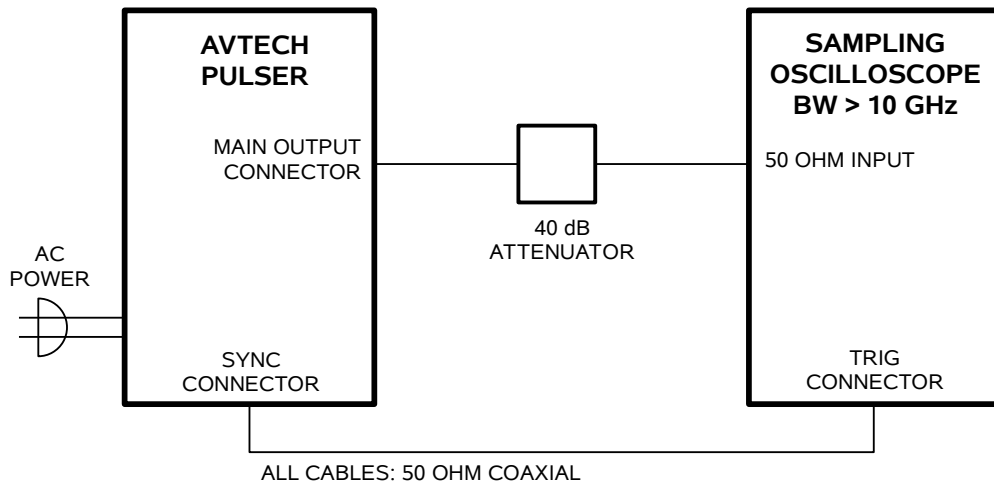 AVTECH
PULSER
MAIN OUTPUT
CONNECTOR
AC
POWER
SYNC
CONNECTOR
40 dB
ATTENUATOR
SAMPLING
OSCILLOSCOPE
BW > 10 GHz
50 OHM INPUT
TRIG
CONNECTOR
ALL CABLES: 50 OHM COAXIAL